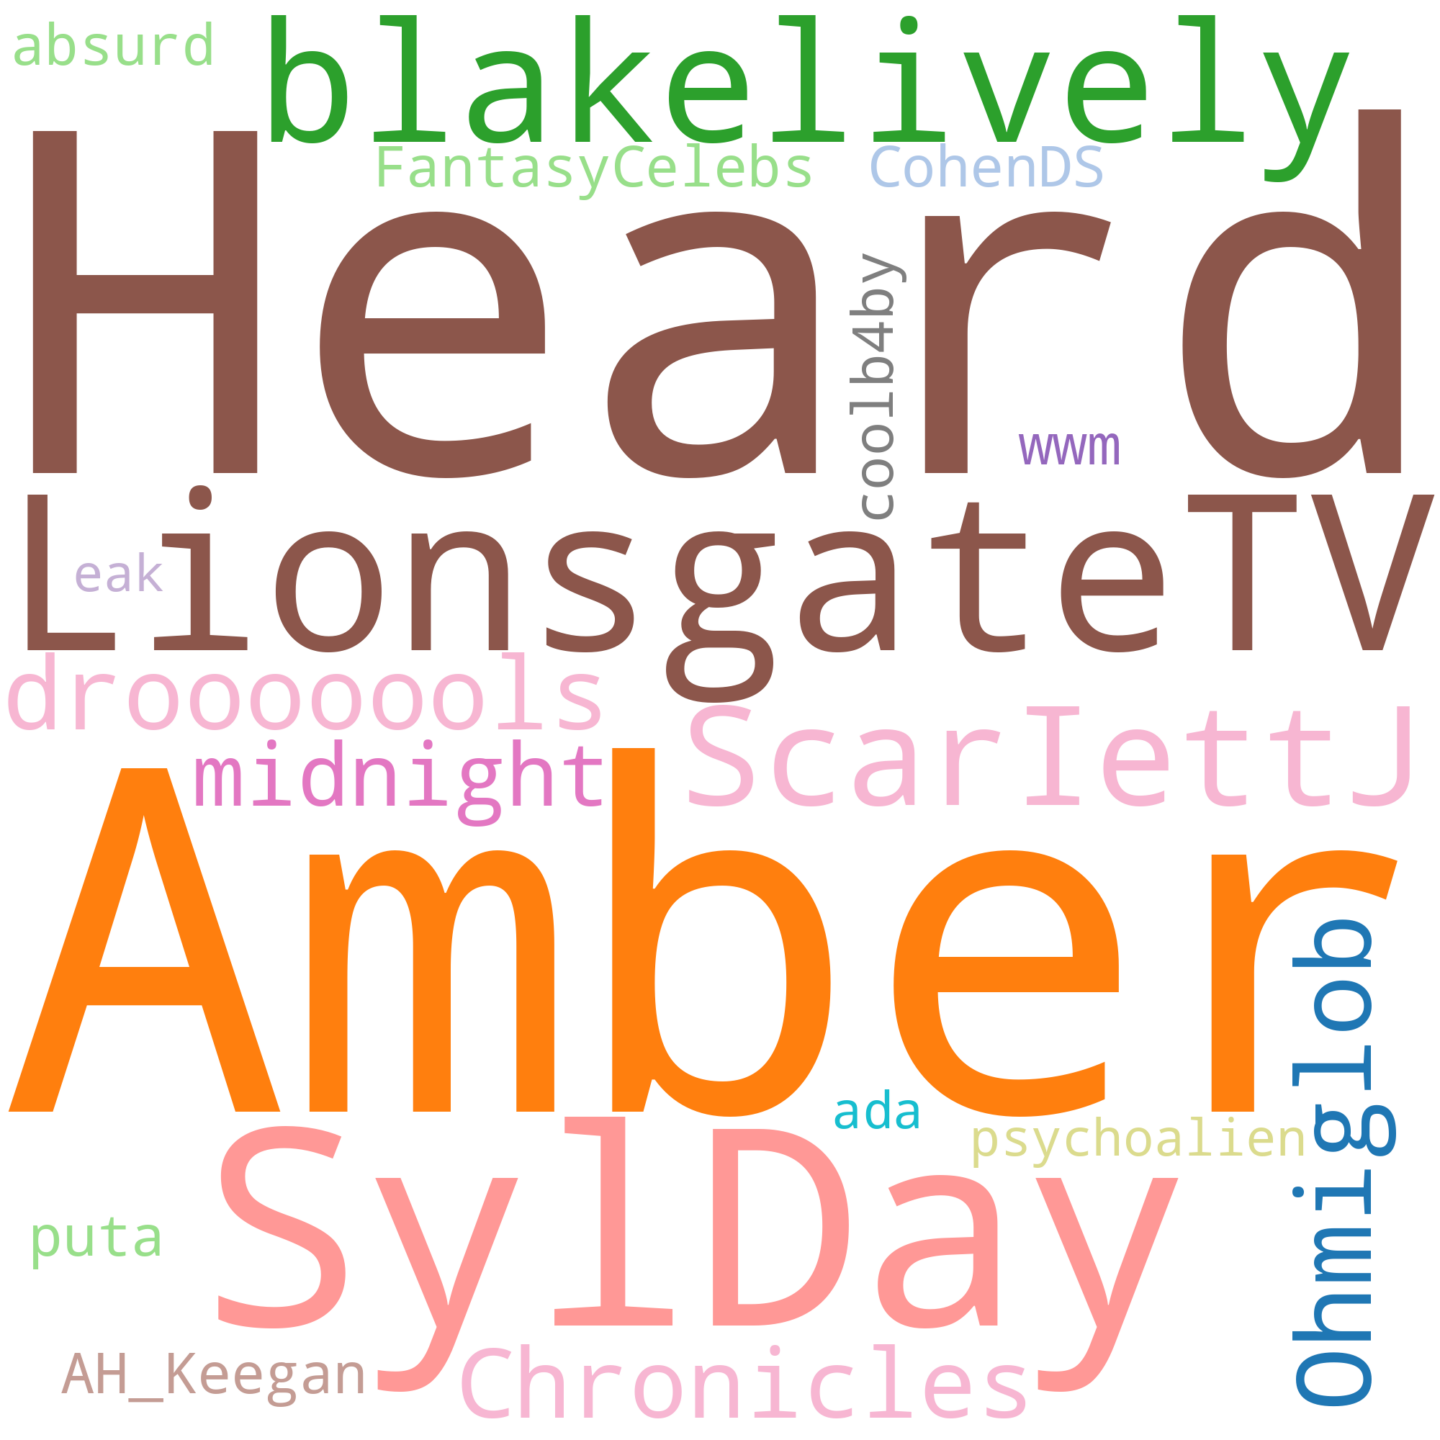 absurd
blakelively
FantasyCelebs
CohenDS
Heard
coolb4by
wwm
LionsgateTV
eak
drooooools
ScarIettJ
midnight
Amber
Ohmiglob
ada
psychoalien
SylDay
puta
AH_Keegan
Chronicles